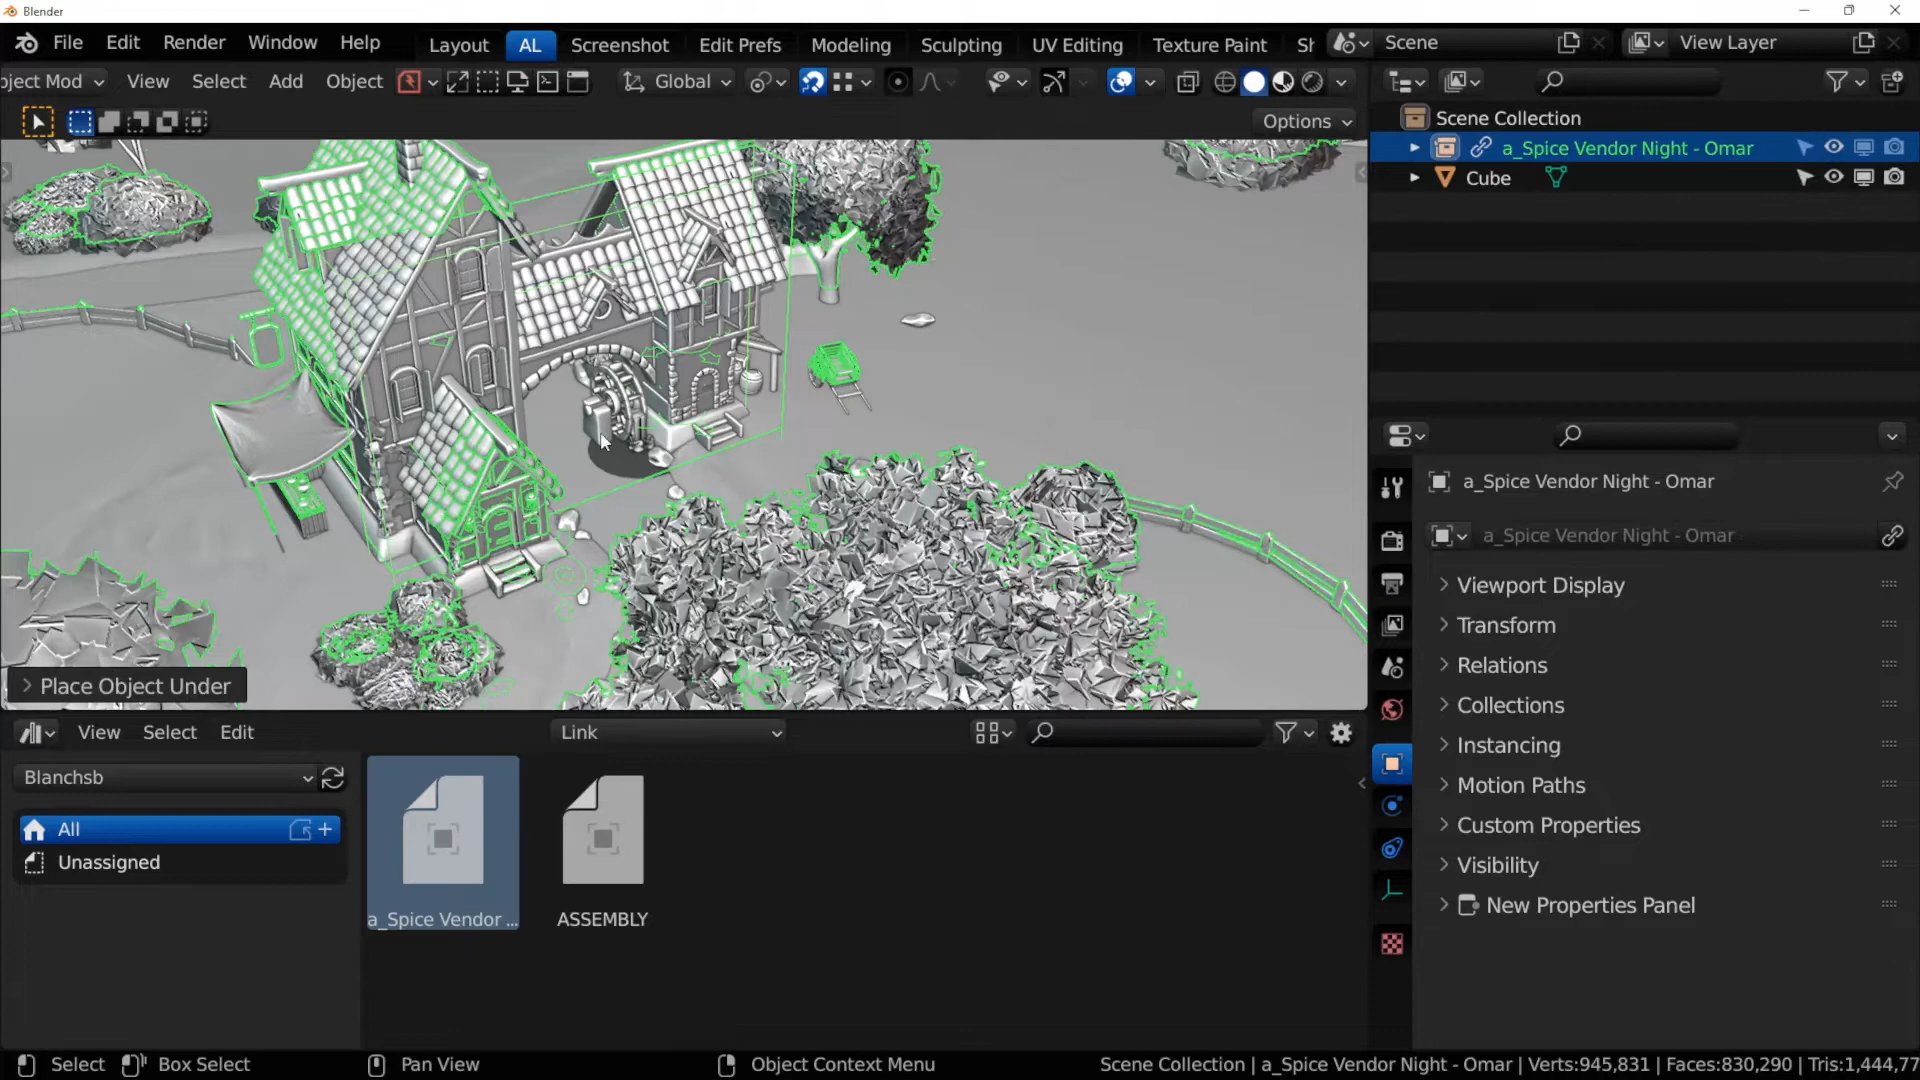 Blender
File Edit Render Window Help Layout AL Screenshot Edit Prefs Modeling Sculpting UV Editing Texture Paint Sh Scene View Layer
bject Mod View Select Add Object Global
Options
Scene Collection
a_Spice Vendor Night - Omar
Cube
a_Spice Vendor Night - Omar
a_Spice Vendor Night - Omar
Viewport Display
Transform
Relations
Collections
Instancing
Motion Paths
Custom Properties
Visibility
New Properties Panel
Place Object Under
View Select Edit Link
Blanchsb
All
Unassigned
a_Spice Vendor ...
ASSEMBLY
Select Box Select Pan View Object Context Menu Scene Collection | a_Spice Vendor Night - Omar | Verts:945,831 | Faces:830,290 | Tris:1,444,77